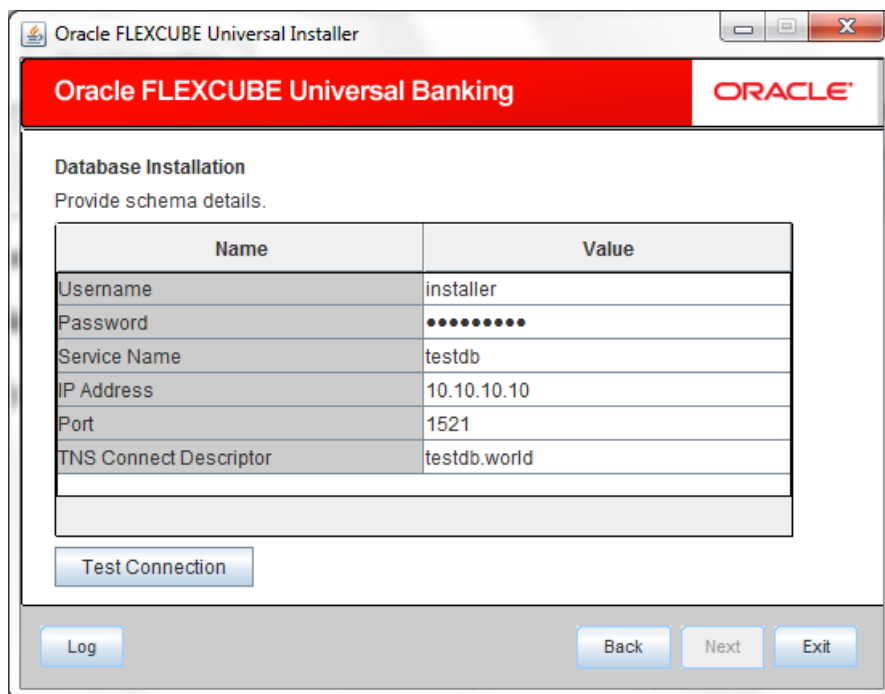 Oracle FLEXCUBE Universal Installer
Oracle FLEXCUBE Universal Banking
ORACLE
Database Installation
Provide schema details.
Name Value
Username installer
Password •••••••••
Service Name testdb
IP Address 10.10.10.10
Port 1521
TNS Connect Descriptor testdb.world
Test Connection
Log Back Next Exit